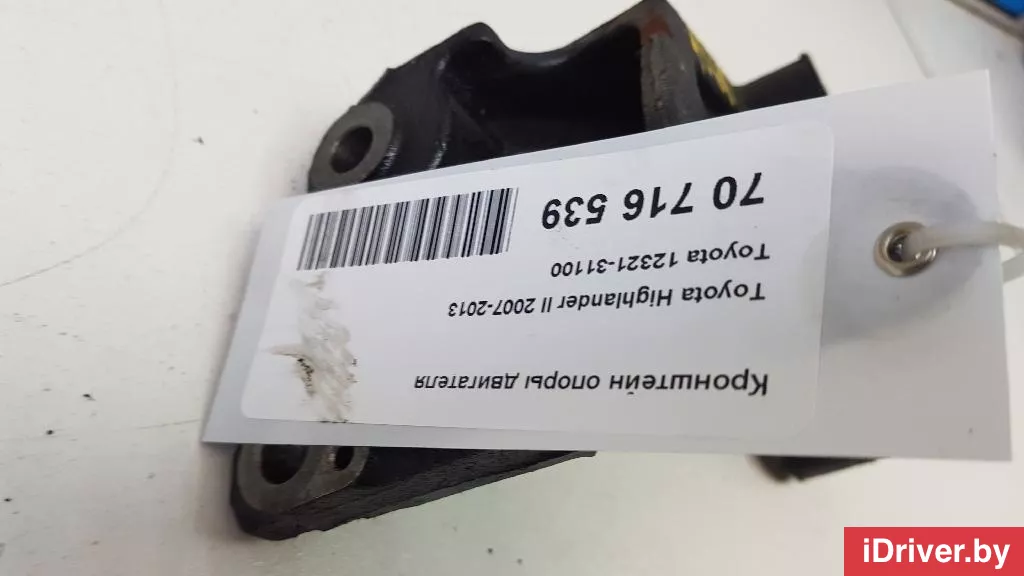 Кронштейн опоры двигателя
Toyota Highlander II 2007-2013
Toyota 12321-31100
70 716 539
iDriver.by